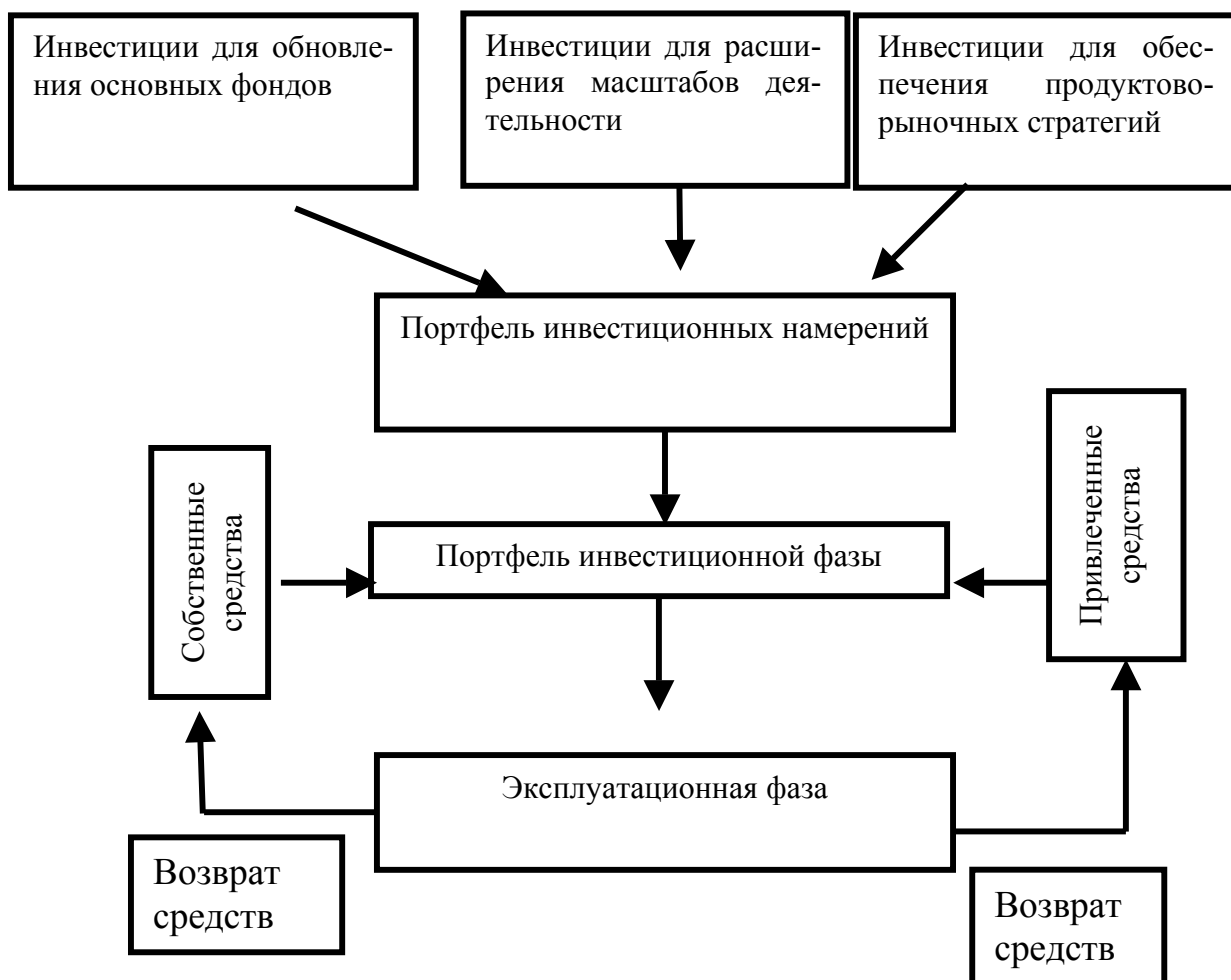 Инвестиции для обновле-
ния основных фондов
Инвестиции для расши-
рения масштабов дея-
тельности
Инвестиции для обес-
печения продуктово-
рыночных стратегий
Портфель инвестиционных намерений
Собственные
средства
Портфель инвестиционной фазы
Привлеченные
средства
Эксплуатационная фаза
Возврат
средств
Возврат
средств